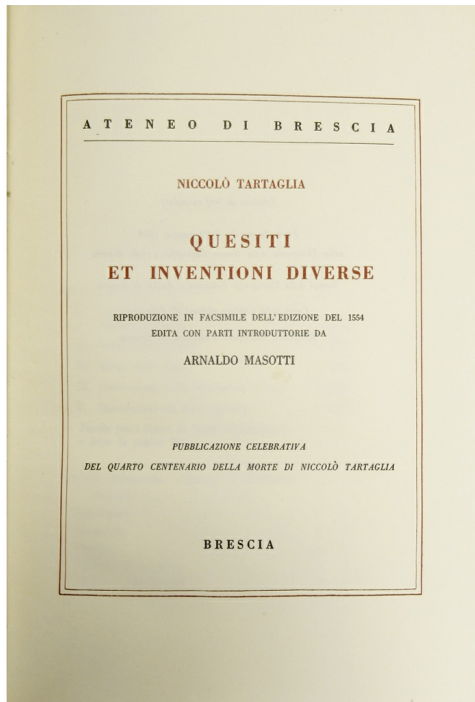 ATENEO DI BRESCIA
NICCOLÒ TARTAGLIA
QUESITI
ET INVENTIONI DIVERSE
RIPRODUZIONE IN FACSIMILE DELL'EDIZIONE DEL 1554
EDITA CON PARTI INTRODUTTORIE DA
ARNALDO MASOTTI
PUBBLICAZIONE CELEBRATIVA
DEL QUARTO CENTENARIO DELLA MORTE DI NICCOLÒ TARTAGLIA
BRESCIA